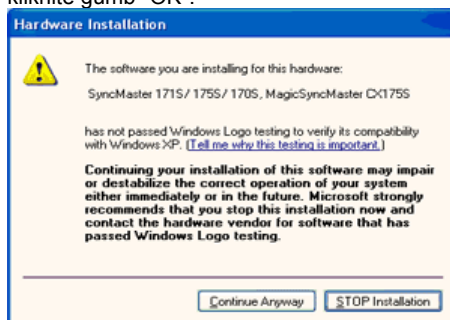 kliknite gumb "OK".
Hardware Installation
The software you are installing for this hardware:
SyncMaster 171S/ 175S/ 170S, MagicSyncMaster CX175S
has not passed Windows Logo testing to verify its compatibility
with Windows XP. (Tell me why this testing is important.)
Continuing your installation of this software may impair
or destabilize the correct operation of your system
either immediately or in the future. Microsoft strongly
recommends that you stop this installation now and
contact the hardware vendor for software that has
passed Windows Logo testing.
Continue Anyway
STOP Installation